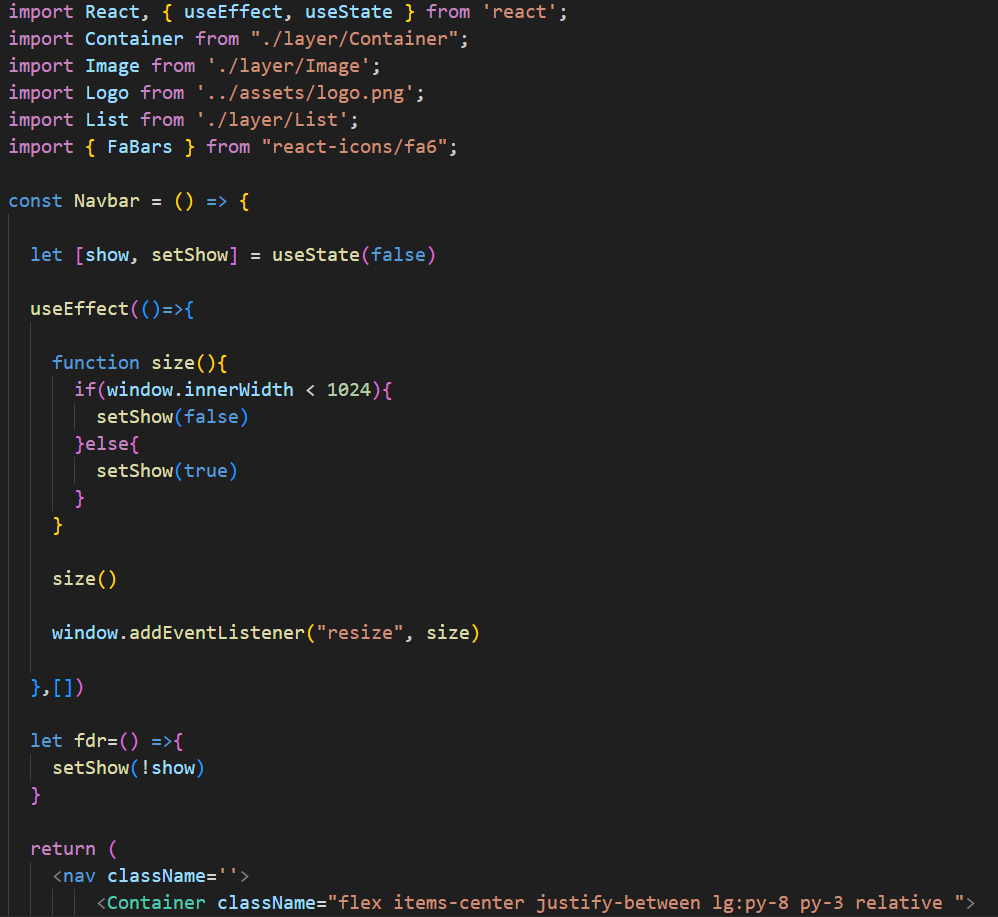 import React, { useEffect, useState } from 'react';
import Container from "./layer/Container";
import Image from './layer/Image';
import Logo from '../assets/logo.png';
import List from './layer/List';
import { FaBars } from "react-icons/fa6";
const Navbar = () => {
let [show, setShow] = useState(false)
useEffect(()=>{
function size(){
if(window.innerWidth < 1024){
setShow(false)
}else{
setShow(true)
}
}
size()
window.addEventListener("resize", size)
},[])
let fdr=() =>{
setShow(!show)
}
return (
<nav className=''>
<Container className="flex items-center justify-between lg:py-8 py-3 relative ">